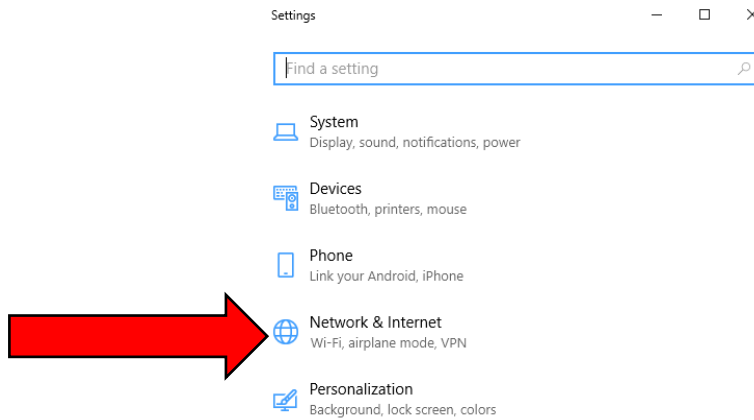 Settings
Find a setting
System
Display, sound, notifications, power
Devices
Bluetooth, printers, mouse
Phone
Link your Android, iPhone
Network & Internet
Wi-Fi, airplane mode, VPN
Personalization
Background, lock screen, colors